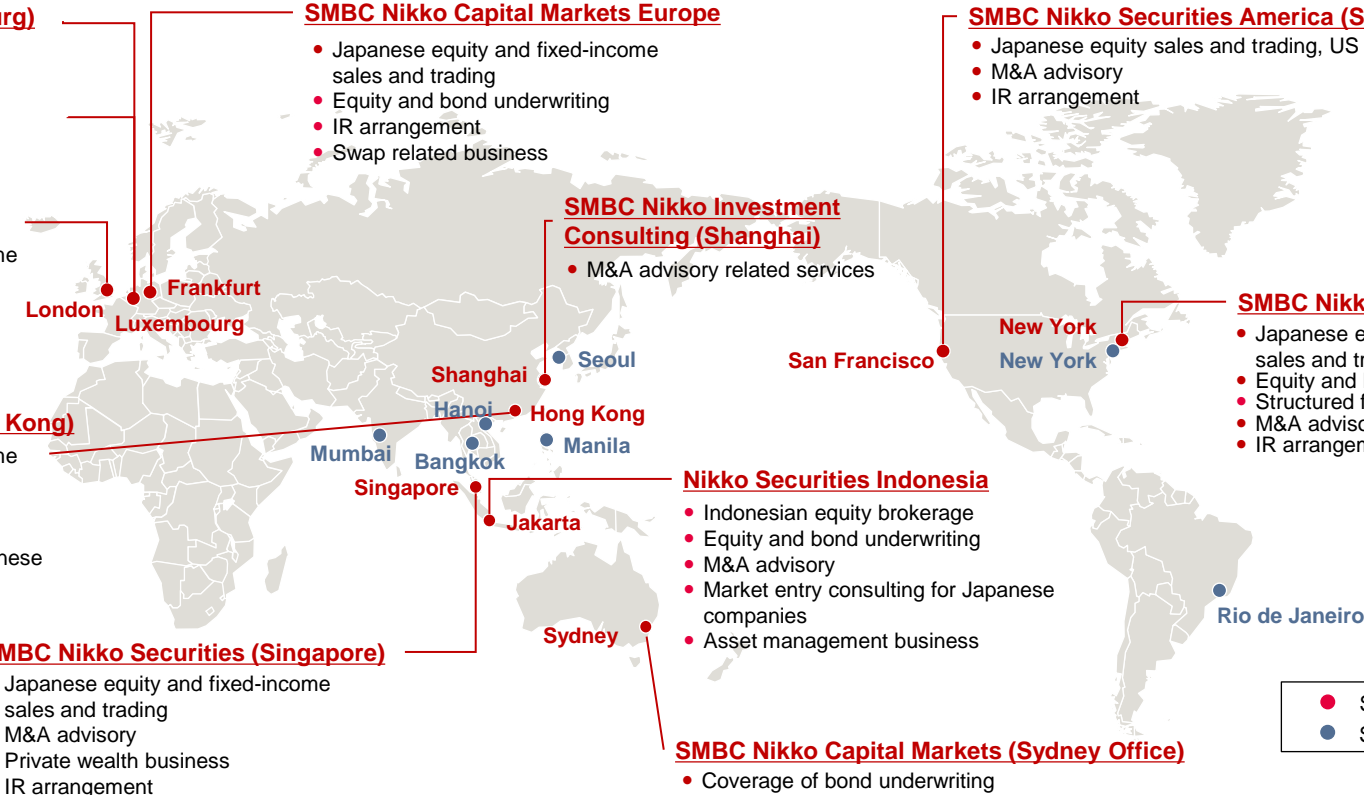 urg)
SMBC Nikko Capital Markets Europe
Japanese equity and fixed-income
sales and trading
Equity and bond underwriting
IR arrangement
Swap related business
SMBC Nikko Securities America (S
Japanese equity sales and trading, US
M&A advisory
IR arrangement
SMBC Nikko Investment
Consulting (Shanghai)
M&A advisory related services
ne
London
Frankfurt
Luxembourg
SMBC Nikk
Japanese e
sales and tr
Equity and
Structured f
M&A adviso
IR arrangem
New York
New York
San Francisco
Seoul
Shanghai
Hanoi
Hong Kong
Mumbai
Bangkok
Manila
Singapore
Jakarta
Kong)
ne
nese
Nikko Securities Indonesia
Indonesian equity brokerage
Equity and bond underwriting
M&A advisory
Market entry consulting for Japanese
companies
Asset management business
Sydney
Rio de Janeiro
MBC Nikko Securities (Singapore)
Japanese equity and fixed-income
sales and trading
M&A advisory
Private wealth business
IR arrangement
SMBC Nikko Capital Markets (Sydney Office)
Coverage of bond underwriting
S
S